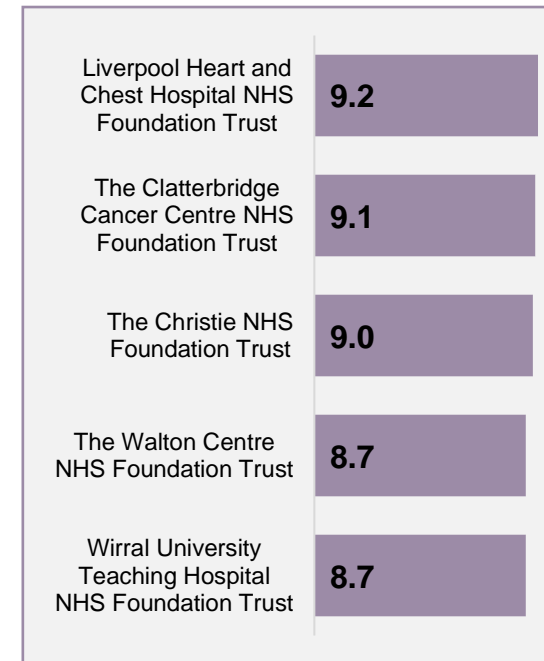 Liverpool Heart and
Chest Hospital NHS
Foundation Trust
9.2
The Clatterbridge
Cancer Centre NHS
Foundation Trust
9.1
The Christie NHS
Foundation Trust
9.0
The Walton Centre
NHS Foundation Trust
8.7
Wirral University
Teaching Hospital
NHS Foundation Trust
8.7